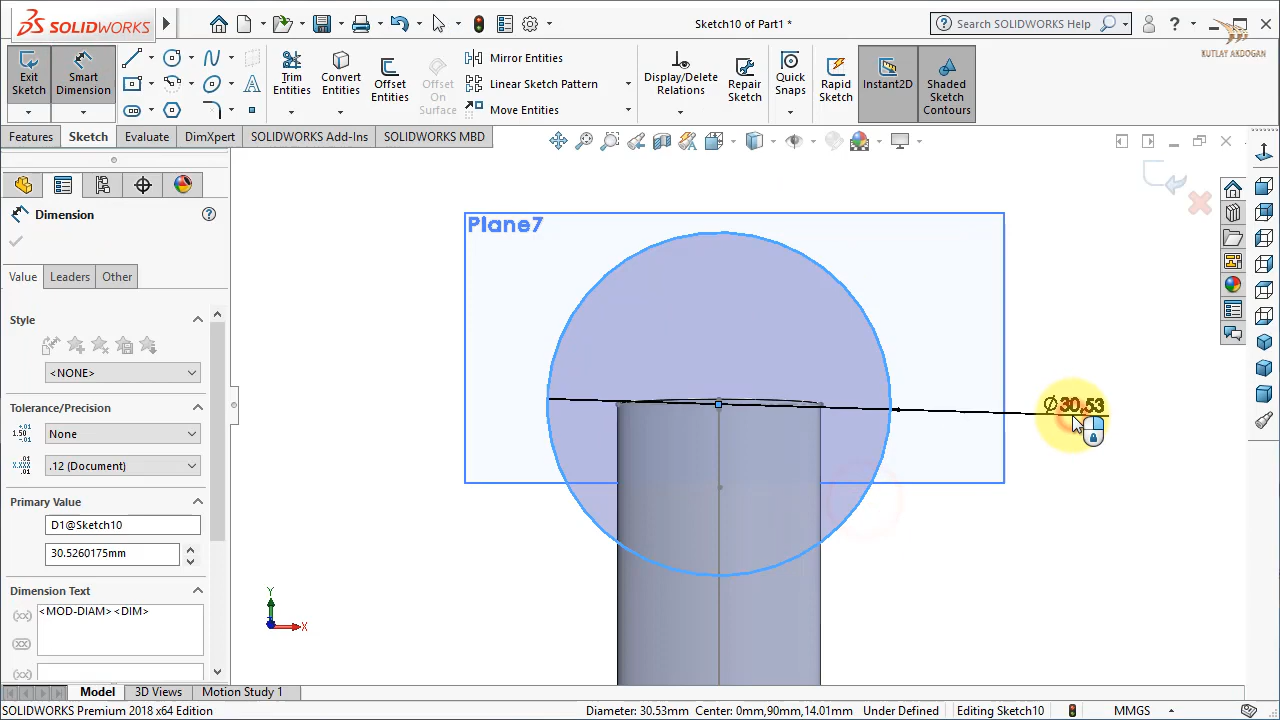 SOLIDWORKS
Sketch10 of Part1 *
Search SOLIDWORKS Help
?
KUTLAY AKDOGAN
Exit Sketch
Smart Dimension
Trim Entities
Convert Entities
Offset Entities
Offset On Surface
Mirror Entities
Linear Sketch Pattern
Move Entities
Display/Delete Relations
Repair Sketch
Quick Snaps
Rapid Sketch
Instant2D
Shaded Sketch Contours
Features
Sketch
Evaluate
DimXpert
SOLIDWORKS Add-Ins
SOLIDWORKS MBD
Dimension
?
Value
Leaders
Other
Style
<NONE>
Tolerance/Precision
None
.12 (Document)
Primary Value
D1@Sketch10
30.5260175mm
Dimension Text
<MOD-DIAM><DIM>
Plane7
∅30,53
Y
X
Model
3D Views
Motion Study 1
SOLIDWORKS Premium 2018 x64 Edition
Diameter: 30.53mm
Center: 0mm,90mm,14.01mm
Under Defined
Editing Sketch10
MMGS